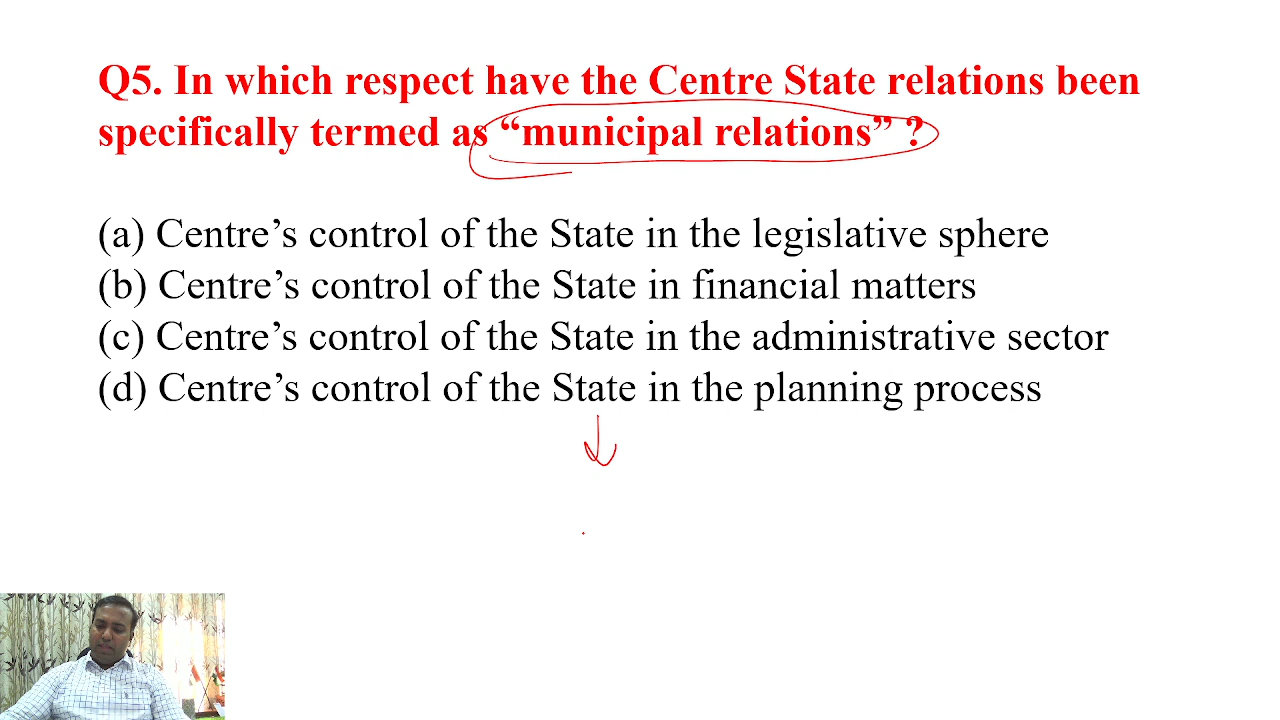 Q5. In which respect have the Centre State relations been
specifically termed as “municipal relations” ?
(a) Centre’s control of the State in the legislative sphere
(b) Centre’s control of the State in financial matters
(c) Centre’s control of the State in the administrative sector
(d) Centre’s control of the State in the planning process